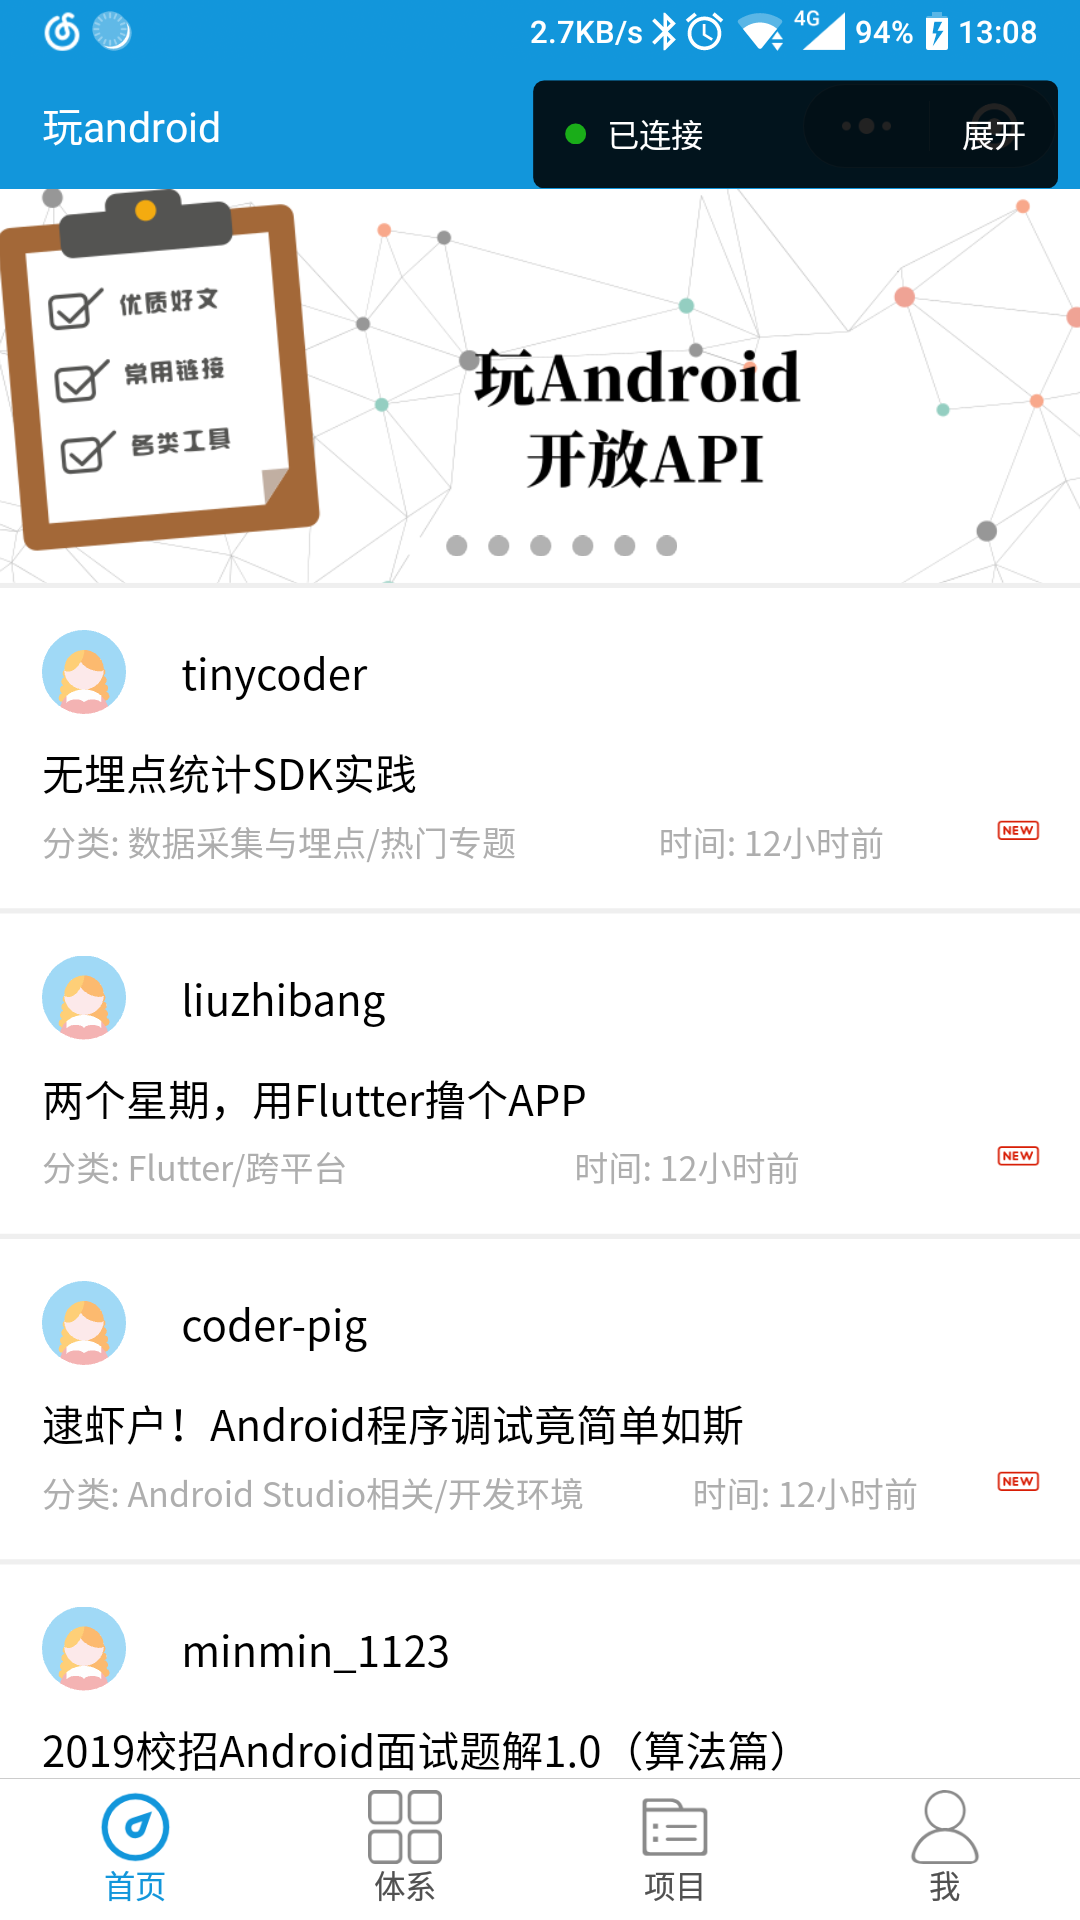 2.7KB/s 4G 94% 13:08
玩android
已连接 展开
优质好文
常用链接
各类工具
玩Android
开放API
tinycoder
无埋点统计SDK实践
分类: 数据采集与埋点/热门专题 时间: 12小时前 NEW
liuzhibang
两个星期，用Flutter撸个APP
分类: Flutter/跨平台 时间: 12小时前 NEW
coder-pig
逮虾户！Android程序调试竟简单如斯
分类: Android Studio相关/开发环境 时间: 12小时前 NEW
minmin_1123
2019校招Android面试题解1.0（算法篇）
首页 体系 项目 我